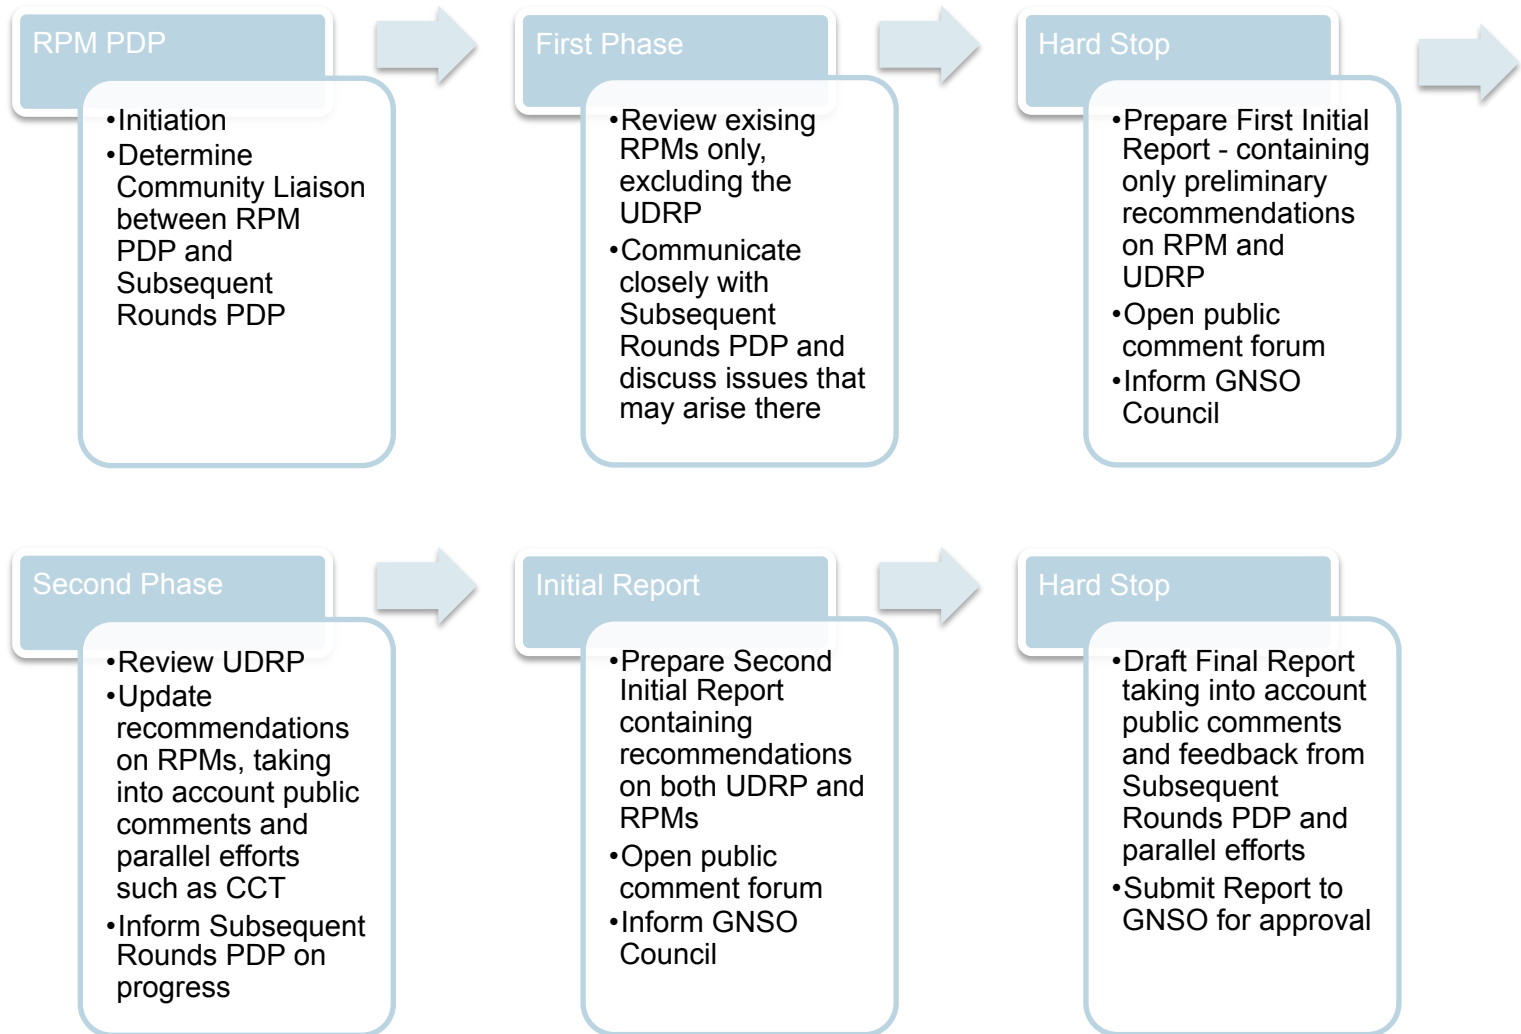 RPM PDP
•Initiation
•Determine
Community Liaison
between RPM
PDP and
Subsequent
Rounds PDP
First Phase
•Review exising
RPMs only,
excluding the
UDRP
•Communicate
closely with
Subsequent
Rounds PDP and
discuss issues that
may arise there
Hard Stop
•Prepare First Initial
Report - containing
only preliminary
recommendations
on RPM and
UDRP
•Open public
comment forum
•Inform GNSO
Council
Second Phase
•Review UDRP
•Update
recommendations
on RPMs, taking
into account public
comments and
parallel efforts
such as CCT
•Inform Subsequent
Rounds PDP on
progress
Initial Report
•Prepare Second
Initial Report
containing
recommendations
on both UDRP and
RPMs
•Open public
comment forum
•Inform GNSO
Council
Hard Stop
•Draft Final Report
taking into account
public comments
and feedback from
Subsequent
Rounds PDP and
parallel efforts
•Submit Report to
GNSO for approval